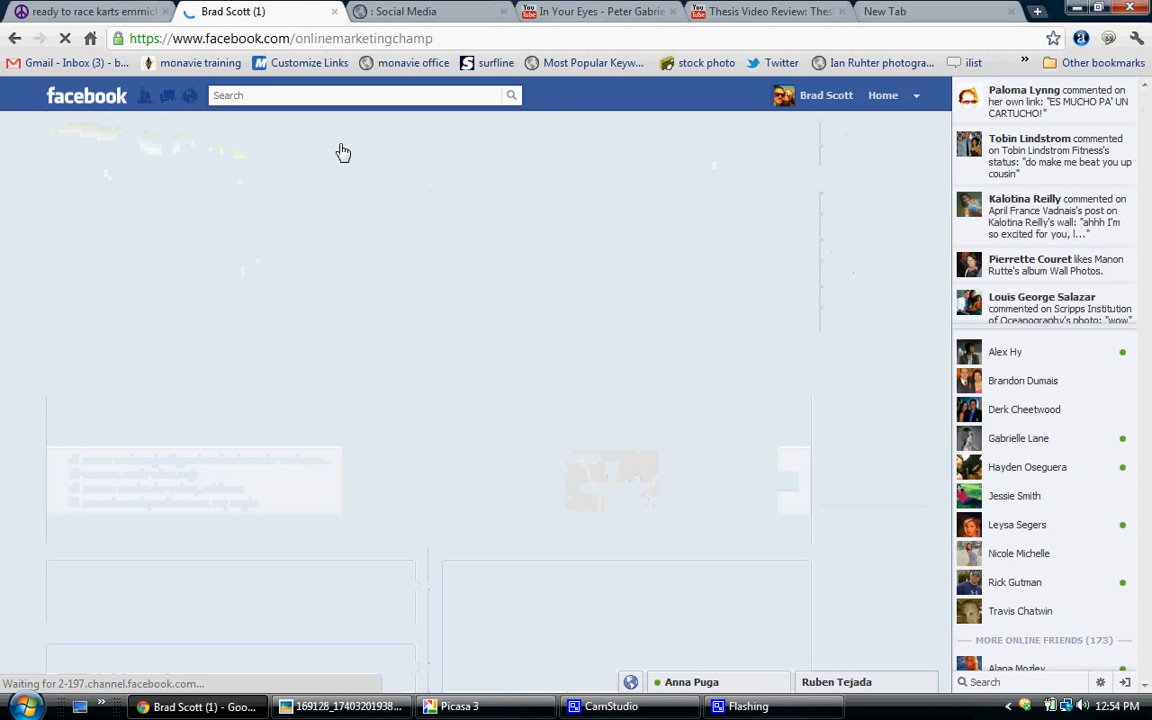 ready to race karts emmici
Brad Scott (1)
: Social Media
In Your Eyes - Peter Gabrie
Thesis Video Review: Thes
New Tab
https://www.facebook.com/onlinemarketingchamp
Gmail - Inbox (3) - b...
monavie training
Customize Links
monavie office
surfline
Most Popular Keyw...
stock photo
Twitter
Ian Ruhter photogra...
ilist
»
Other bookmarks
facebook
Search
Brad Scott
Home
Paloma Lynng commented on
her own link: "ES MUCHO PA' UN
CARTUCHO!"
Tobin Lindstrom commented
on Tobin Lindstrom Fitness's
status: "do make me beat you up
cousin"
Kalotina Reilly commented on
April France Vadnais's post on
Kalotina Reilly's wall: "ahhh I'm
so excited for you, l..."
Pierrette Couret likes Manon
Rutte's album Wall Photos.
Louis George Salazar
commented on Scripps Institution
of Oceanography's photo: "wow"
Alex Hy
Brandon Dumais
Derk Cheetwood
Gabrielle Lane
Hayden Oseguera
Jessie Smith
Leysa Segers
Nicole Michelle
Rick Gutman
Travis Chatwin
MORE ONLINE FRIENDS (173)
Alana Mozley
Search
Waiting for 2-197.channel.facebook.com...
Anna Puga
Ruben Tejada
Brad Scott (1) - Goo...
169128_17403201938...
Picasa 3
CamStudio
Flashing
12:54 PM